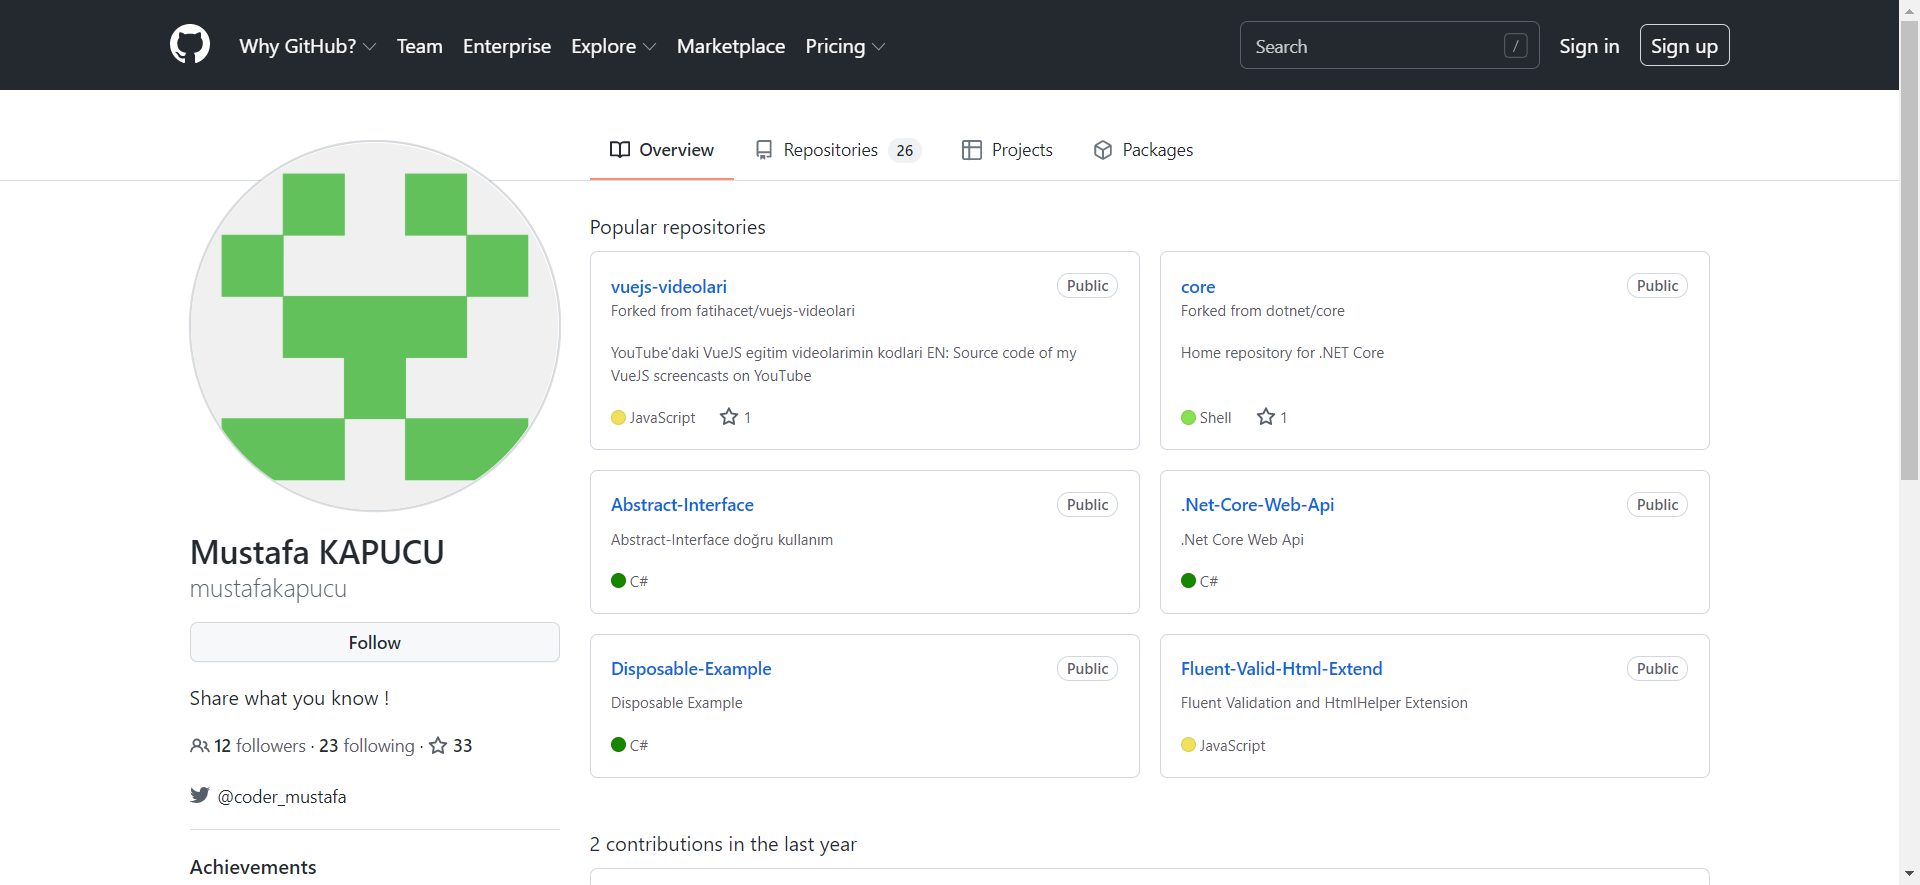 Why GitHub? Team Enterprise Explore Marketplace Pricing Search / Sign in Sign up
Overview Repositories 26 Projects Packages
Mustafa KAPUCU
mustafakapucu
Follow
Share what you know !
12 followers · 23 following · 33
@coder_mustafa
Achievements
Popular repositories
vuejs-videolari Public
Forked from fatihacet/vuejs-videolari
YouTube'daki VueJS egitim videolarimin kodlari EN: Source code of my
VueJS screencasts on YouTube
JavaScript 1
core Public
Forked from dotnet/core
Home repository for .NET Core
Shell 1
Abstract-Interface Public
Abstract-Interface doğru kullanım
C#
.Net-Core-Web-Api Public
.Net Core Web Api
C#
Disposable-Example Public
Disposable Example
C#
Fluent-Valid-Html-Extend Public
Fluent Validation and HtmlHelper Extension
JavaScript
2 contributions in the last year